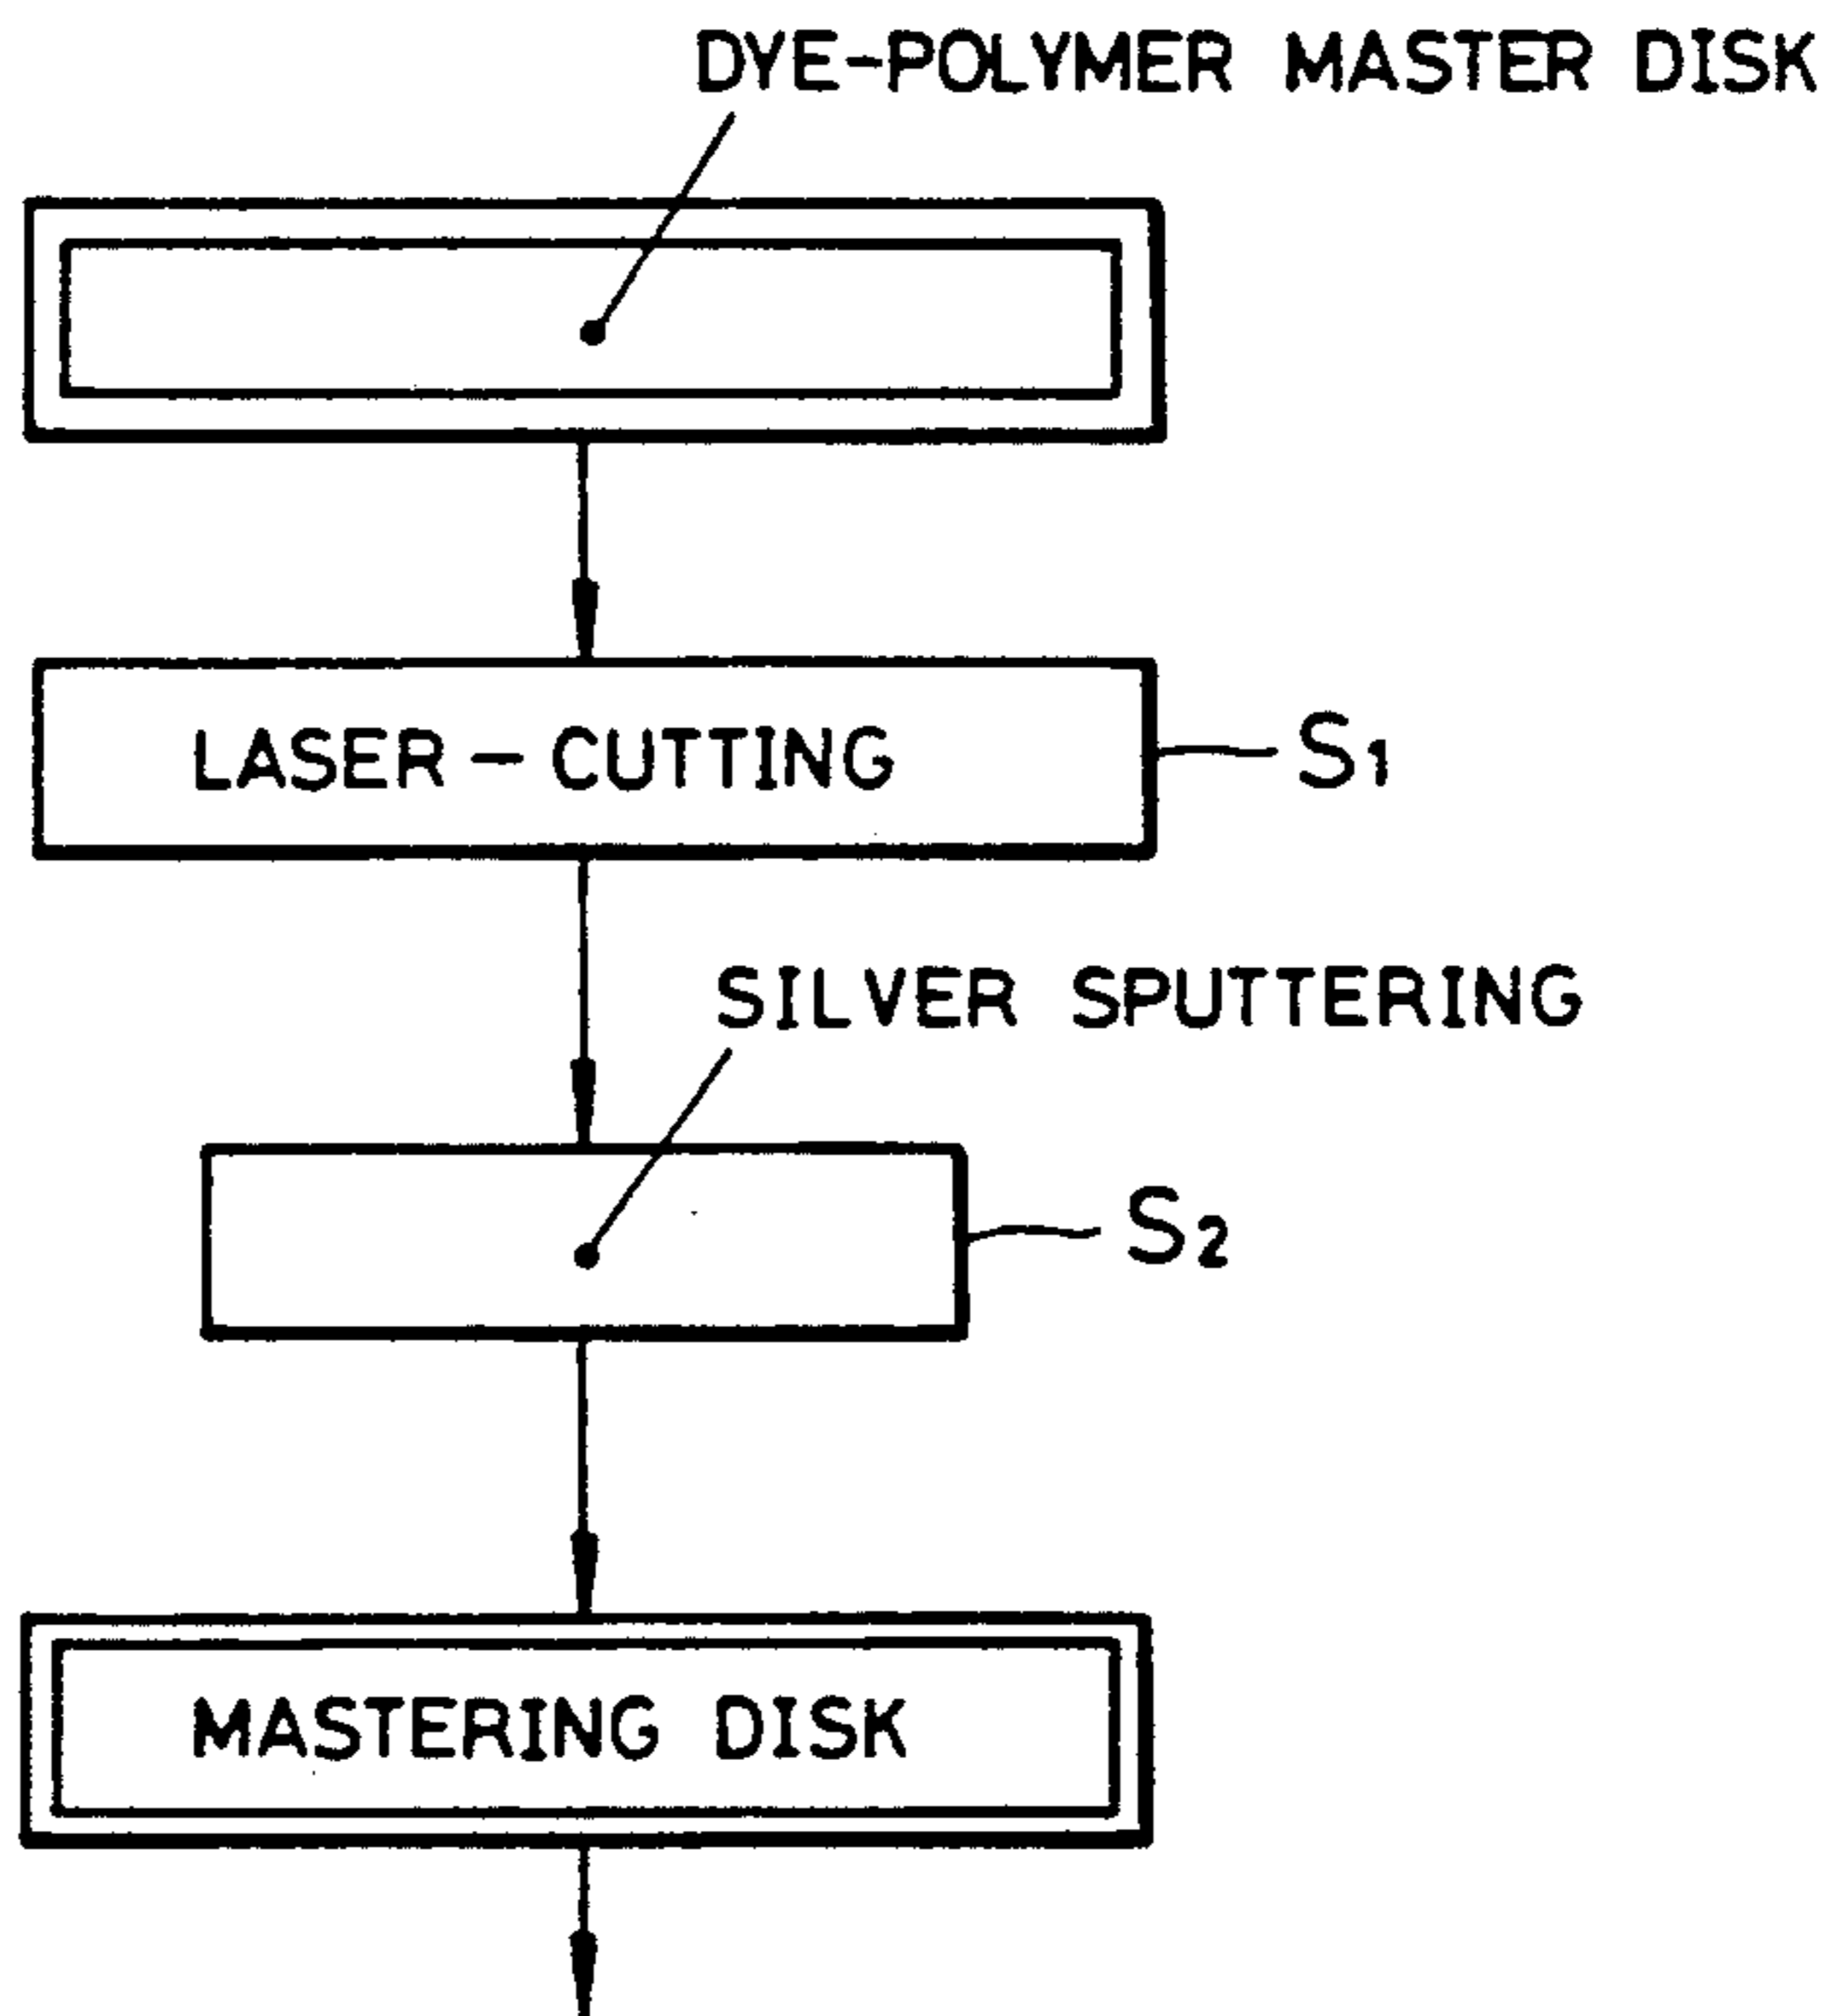 DYE-POLYMER MASTER DISK
LASER-CUTTING
S1
SILVER SPUTTERING
S2
MASTERING DISK